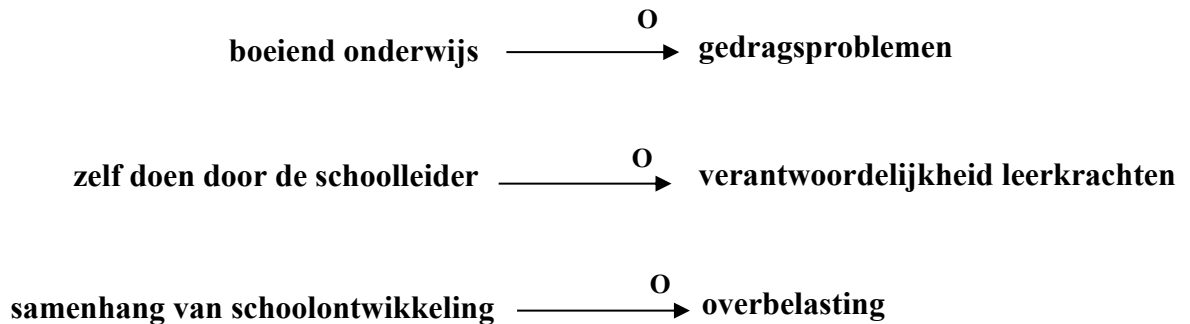 O
boeiend onderwijs gedragsproblemen
O
zelf doen door de schoolleider verantwoordelijkheid leerkrachten
O
samenhang van schoolontwikkeling overbelasting